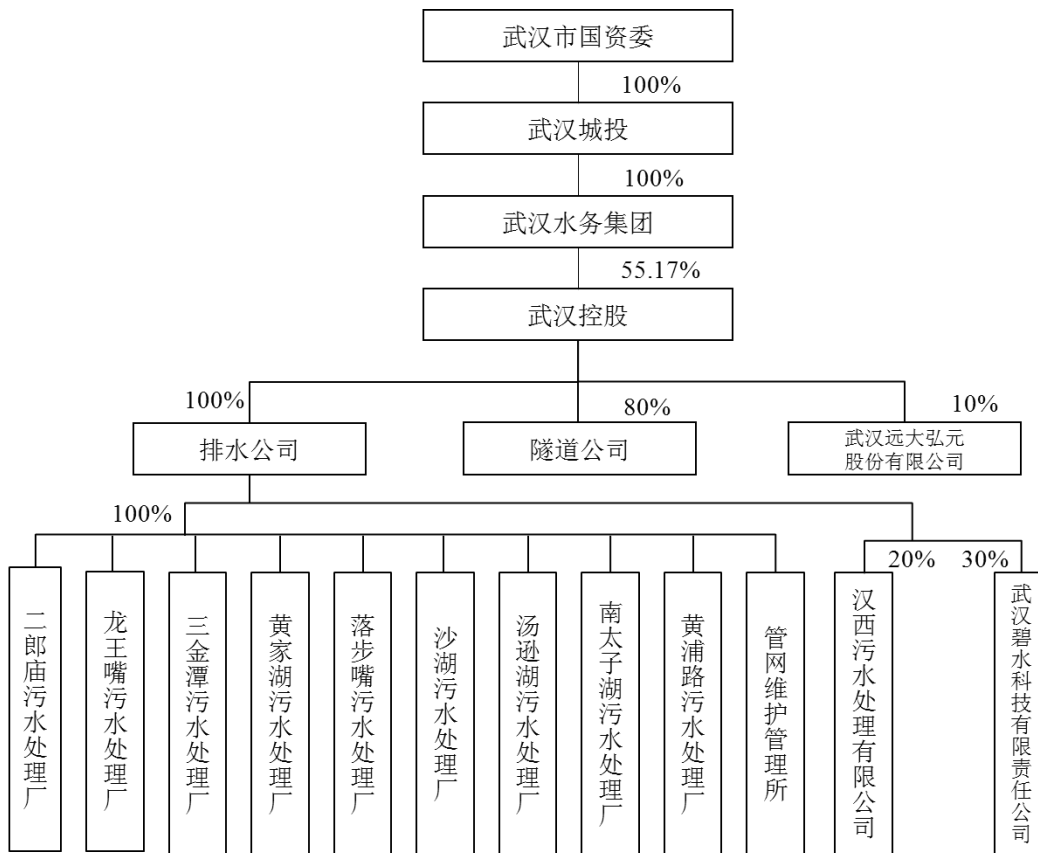 武汉市国资委
100%
武汉城投
100%
武汉水务集团
55.17%
武汉控股
100%
80%
10%
排水公司
隧道公司
武汉远大弘元
股份有限公司
100%
20%
30%
二郎庙污水处理厂
龙王嘴污水处理厂
三金潭污水处理厂
黄家湖污水处理厂
落步嘴污水处理厂
沙湖污水处理厂
汤逊湖污水处理厂
南太子湖污水处理厂
黄浦路污水处理厂
管网维护管理所
汉西污水处理有限公司
武汉碧水科技有限责任公司